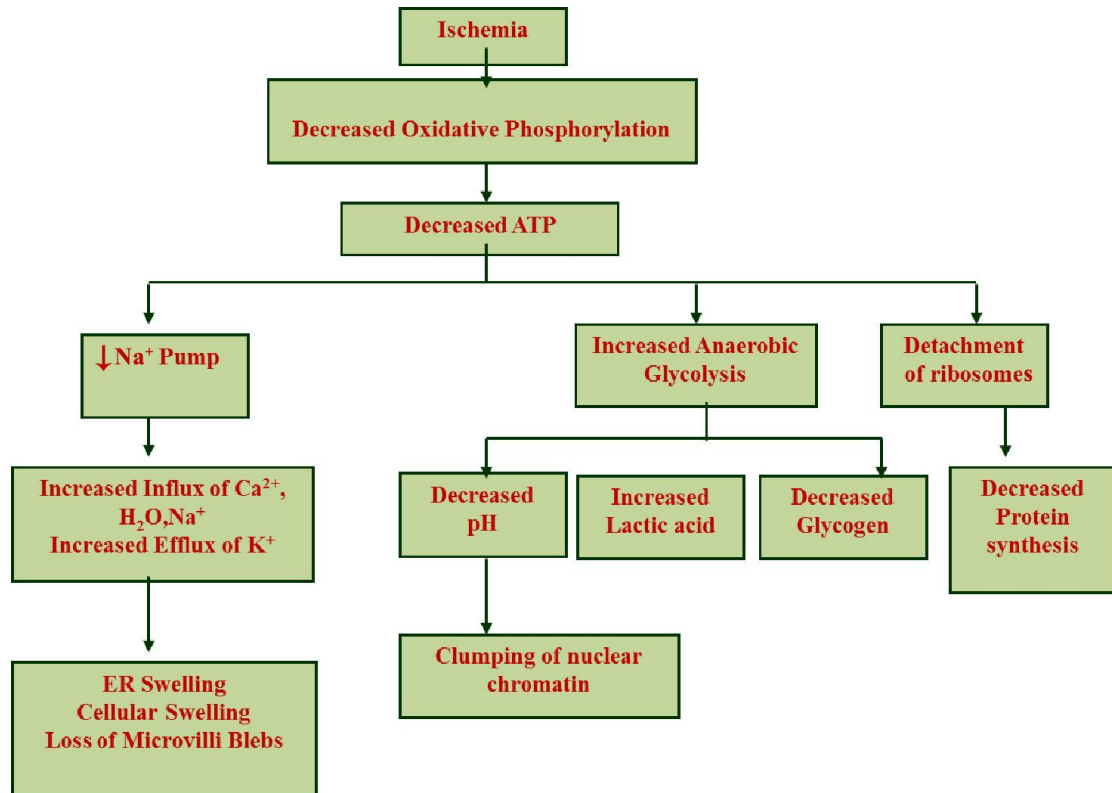 Ischemia
Decreased Oxidative Phosphorylation
Decreased ATP
↓ Na⁺ Pump
Increased Anaerobic
Glycolysis
Detachment
of ribosomes
Increased Influx of Ca²⁺,
H₂O,Na⁺
Increased Efflux of K⁺
Decreased
pH
Increased
Lactic acid
Decreased
Glycogen
Decreased
Protein
synthesis
ER Swelling
Cellular Swelling
Loss of Microvilli Blebs
Clumping of nuclear
chromatin